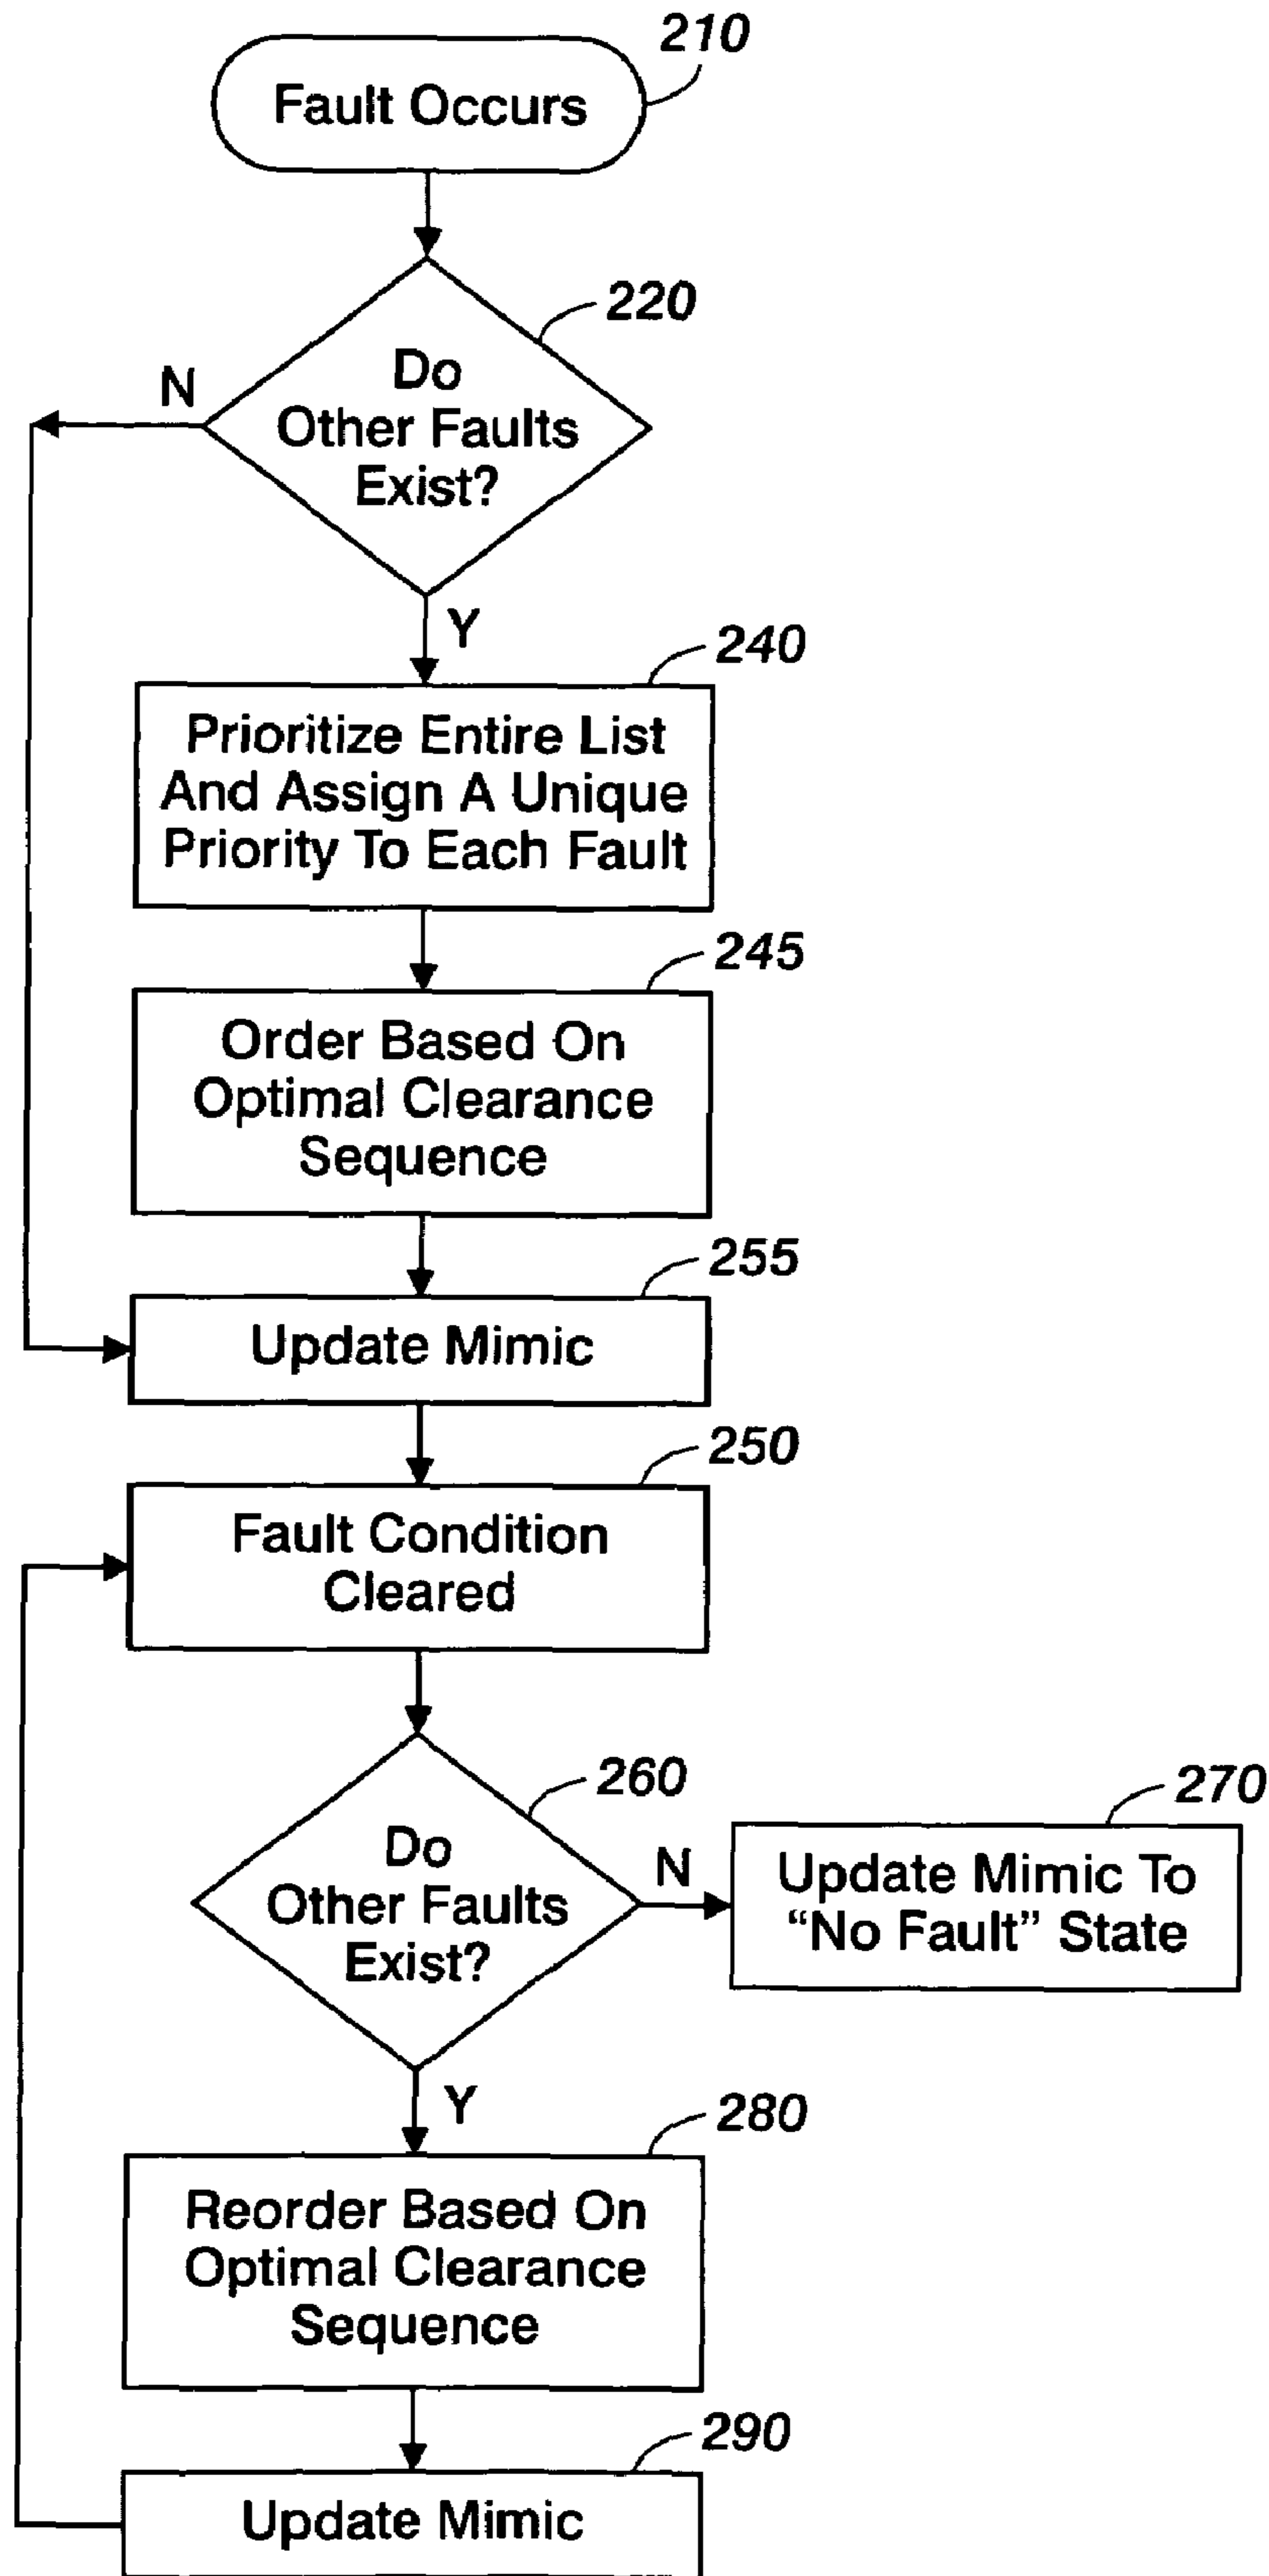 210
Fault Occurs
220
N
Do
Other Faults
Exist?
Y
240
Prioritize Entire List
And Assign A Unique
Priority To Each Fault
245
Order Based On
Optimal Clearance
Sequence
255
Update Mimic
250
Fault Condition
Cleared
260
270
Do
Other Faults
Exist?
N
Update Mimic To
“No Fault” State
Y
280
Reorder Based On
Optimal Clearance
Sequence
290
Update Mimic